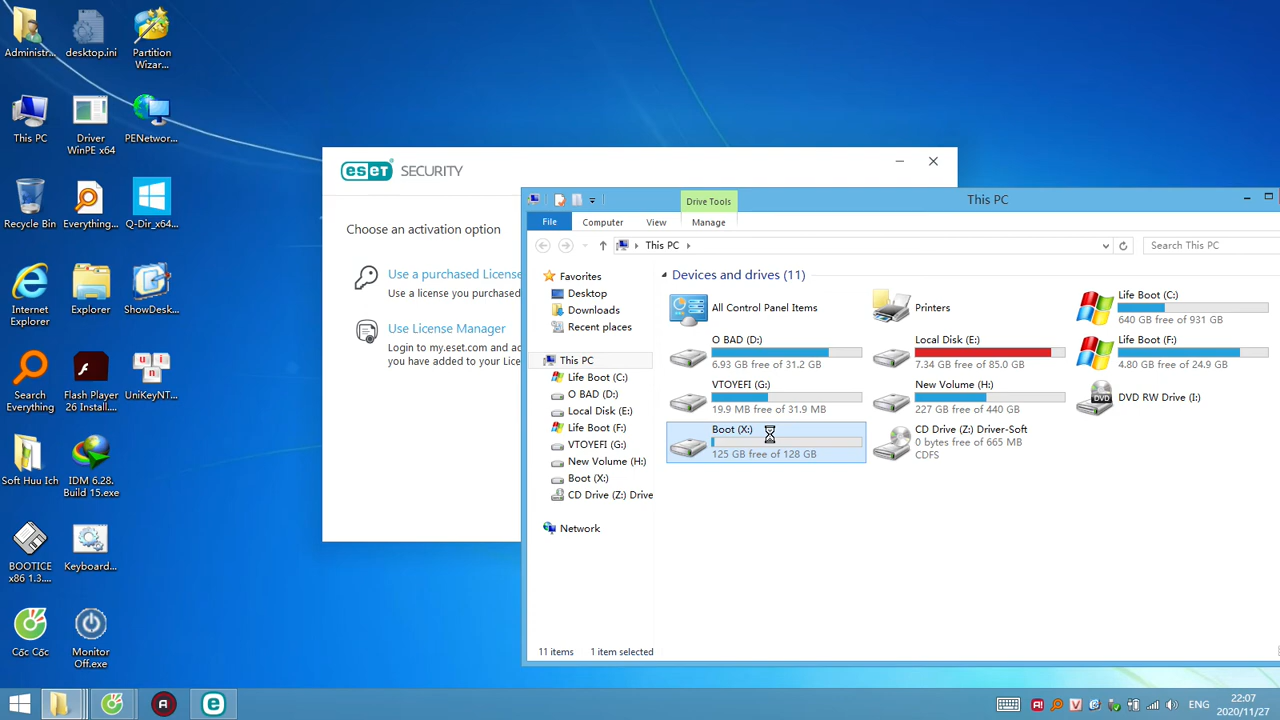 Administr...
desktop.ini
Partition
Wizar...
This PC
Driver
WinPE x64
PENetwor...
Recycle Bin
Everything...
Q-Dir_x64...
Internet
Explorer
Explorer
ShowDesk...
Search
Everything
Flash Player
26 Install....
UniKeyNT...
Soft Huu Ich
IDM 6.28.
Build 15.exe
BOOTICE
x86 1.3....
Keyboard...
Cốc Cốc
Monitor
Off.exe
eset SECURITY
Choose an activation option
Use a purchased License
Use a license you purchased
Use License Manager
Login to my.eset.com and ac
you have added to your Lice
Drive Tools
This PC
File
Computer
View
Manage
This PC
Search This PC
Favorites
Desktop
Downloads
Recent places
This PC
Life Boot (C:)
O BAD (D:)
Local Disk (E:)
Life Boot (F:)
VTOYEFI (G:)
New Volume (H:)
Boot (X:)
CD Drive (Z:) Drive
Network
Devices and drives (11)
All Control Panel Items
Printers
Life Boot (C:)
640 GB free of 931 GB
O BAD (D:)
6.93 GB free of 31.2 GB
Local Disk (E:)
7.34 GB free of 85.0 GB
Life Boot (F:)
4.80 GB free of 24.9 GB
VTOYEFI (G:)
19.9 MB free of 31.9 MB
New Volume (H:)
227 GB free of 440 GB
DVD RW Drive (I:)
Boot (X:)
125 GB free of 128 GB
CD Drive (Z:) Driver-Soft
0 bytes free of 665 MB
CDFS
11 items
1 item selected
ENG
22:07
2020/11/27